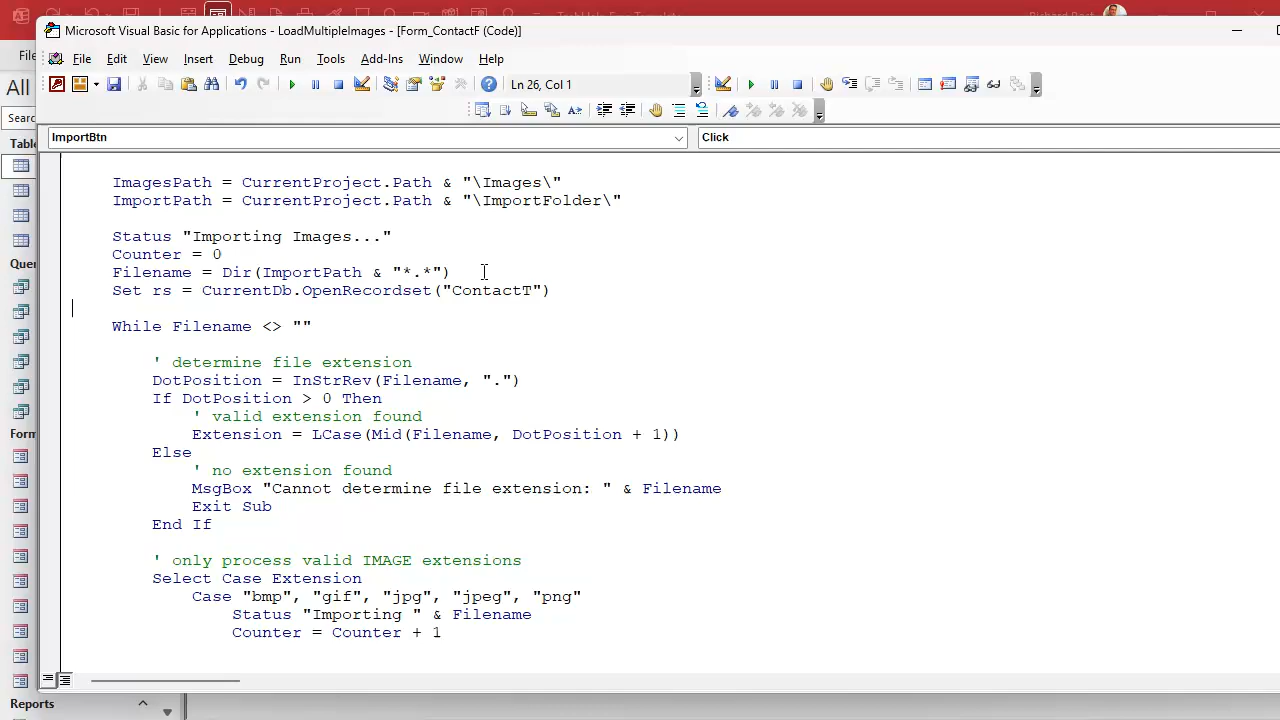 Microsoft Visual Basic for Applications - LoadMultipleImages - [Form_ContactF (Code)]
File Edit View Insert Format Debug Run Tools Add-Ins Window Help
Ln 26, Col 1
ImportBtn
Click
All
Sear
Tabl
Quer
Form
Reports
ImagesPath = CurrentProject.Path & "\Images\"
ImportPath = CurrentProject.Path & "\ImportFolder\"
Status "Importing Images..."
Counter = 0
Filename = Dir(ImportPath & "*.*")
Set rs = CurrentDb.OpenRecordset("ContactT")
While Filename <> ""
' determine file extension
DotPosition = InStrRev(Filename, ".")
If DotPosition > 0 Then
' valid extension found
Extension = LCase(Mid(Filename, DotPosition + 1))
Else
' no extension found
MsgBox "Cannot determine file extension: " & Filename
Exit Sub
End If
' only process valid IMAGE extensions
Select Case Extension
Case "bmp", "gif", "jpg", "jpeg", "png"
Status "Importing " & Filename
Counter = Counter + 1